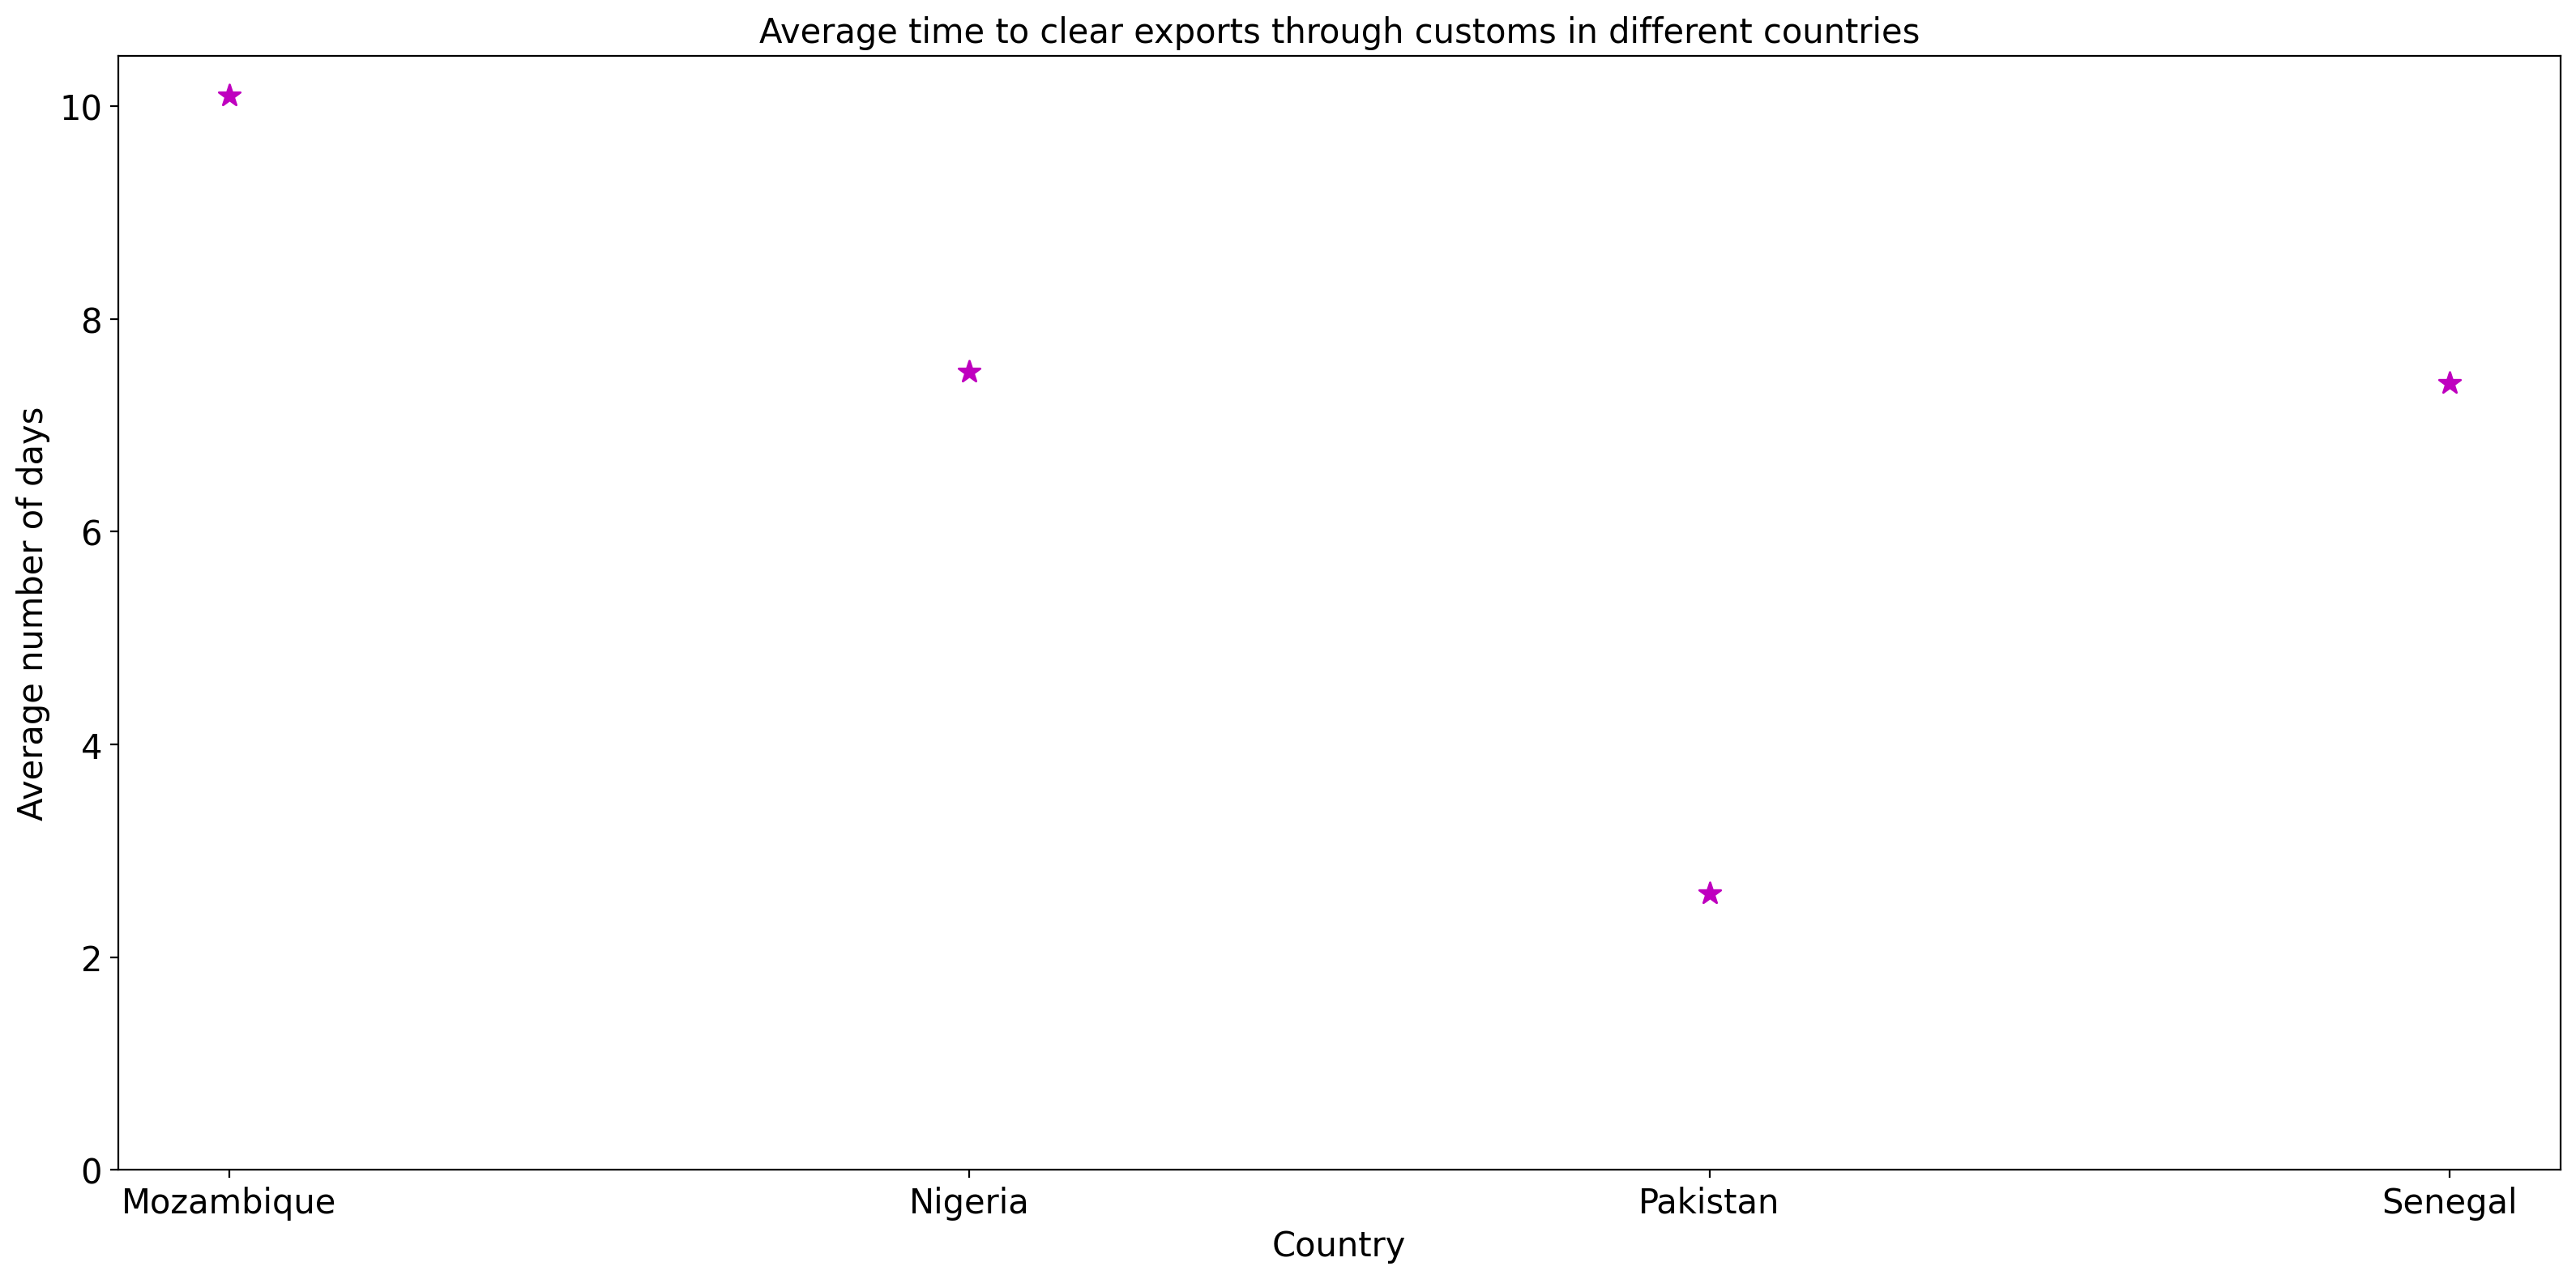 Average time to clear exports through customs in different countries
Average number of days
10
8
6
4
2
0
Mozambique Nigeria Pakistan Senegal
Country